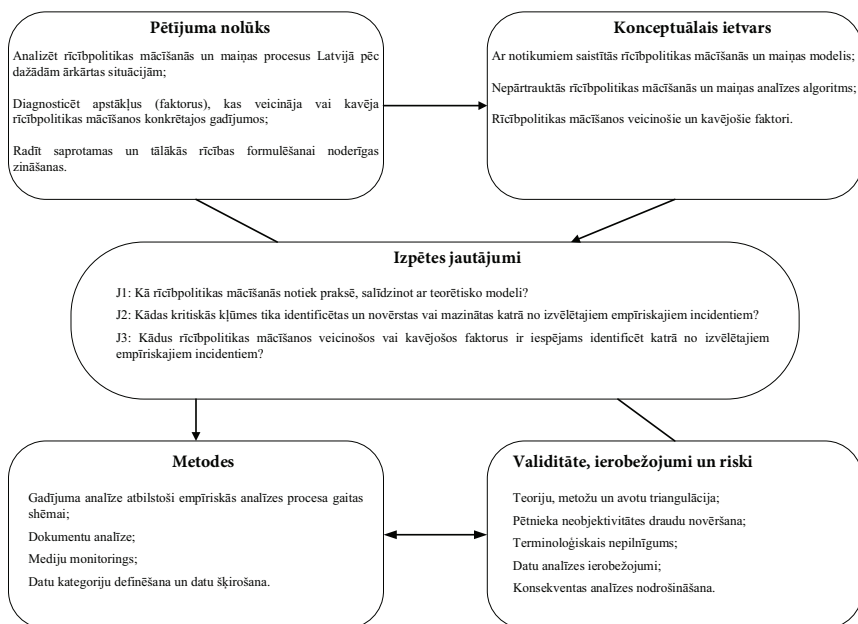 Pētījuma nolūks
Analizēt rīcībpolitikas mācīšanās un maiņas procesus Latvijā pēc
dažādām ārkārtas situācijām;
Diagnosticēt apstākļus (faktorus), kas veicināja vai kavēja
rīcībpolitikas mācīšanos konkrētajos gadījumos;
Radīt saprotamas un tālākās rīcības formulēšanai noderīgas
zināšanas.
Konceptuālais ietvars
Ar notikumiem saistītās rīcībpolitikas mācīšanās un maiņas modelis;
Nepārtrauktās rīcībpolitikas mācīšanās un maiņas analīzes algoritms;
Rīcībpolitikas mācīšanos veicinošie un kavējošie faktori.
Izpētes jautājumi
J1: Kā rīcībpolitikas mācīšanās notiek praksē, salīdzinot ar teorētisko modeli?
J2: Kādas kritiskās kļūmes tika identificētas un novērstas vai mazinātas katrā no izvēlētajiem empīriskajiem incidentiem?
J3: Kādus rīcībpolitikas mācīšanos veicinošos vai kavējošos faktorus ir iespējams identificēt katrā no izvēlētajiem
empīriskajiem incidentiem?
Metodes
Gadījuma analīze atbilstoši empīriskās analīzes procesa gaitas
shēmai;
Dokumentu analīze;
Mediju monitorings;
Datu kategoriju definēšana un datu šķirošana.
Validitāte, ierobežojumi un riski
Teoriju, metožu un avotu triangulācija;
Pētnieka neobjektivitātes draudu novēršana;
Terminoloģiskais nepilnīgums;
Datu analīzes ierobežojumi;
Konsekventas analīzes nodrošināšana.